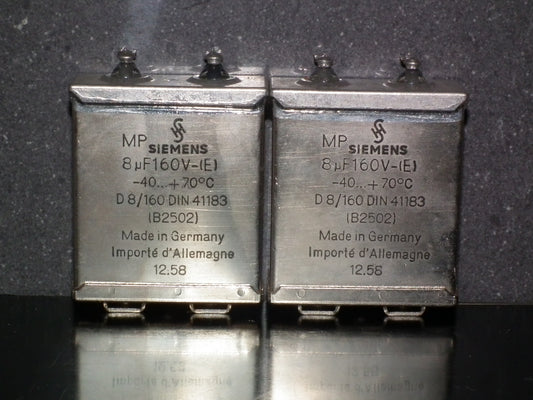 MP SIEMENS
8µF160V-(E)
-40...+70°C
D 8/160 DIN 41183
(B2502)
Made in Germany
Importé d'Allemagne
12.58
MP SIEMENS
8µF160V-(E)
-40...+70°C
D 8/160 DIN 41183
(B2502)
Made in Germany
Importé d'Allemagne
12.58